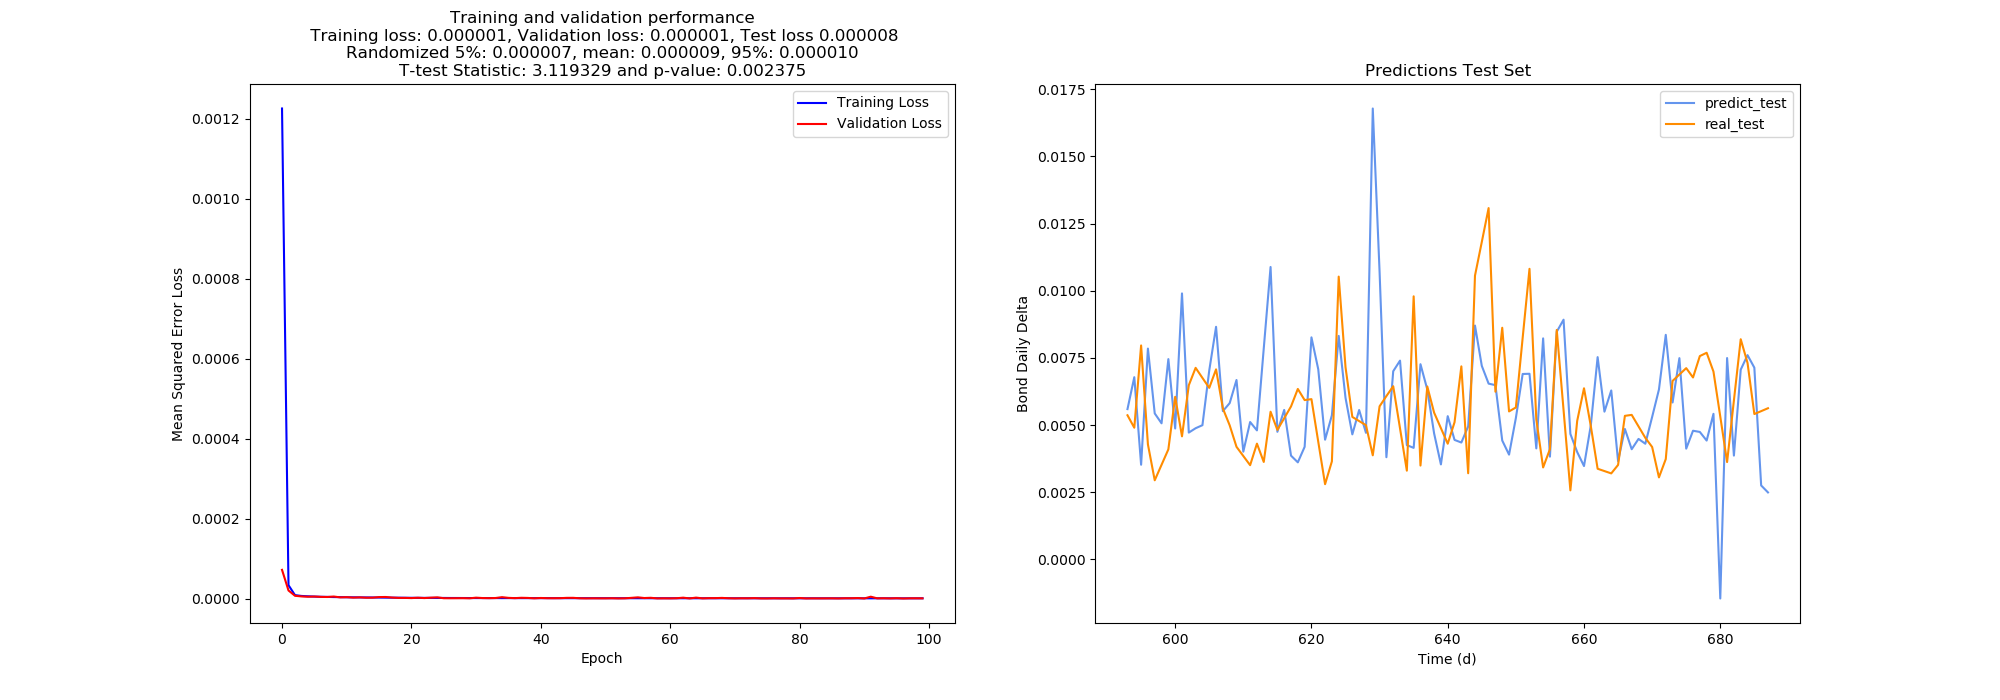 Training and validation performance
Training loss: 0.000001, Validation loss: 0.000001, Test loss 0.000008
Randomized 5%: 0.000007, mean: 0.000009, 95%: 0.000010
T-test Statistic: 3.119329 and p-value: 0.002375
Training Loss
Validation Loss
0.0012
0.0010
0.0008
0.0006
0.0004
0.0002
0.0000
Mean Squared Error Loss
0
20
40
60
80
100
Epoch
Predictions Test Set
predict_test
real_test
0.0175
0.0150
0.0125
0.0100
0.0075
0.0050
0.0025
0.0000
Bond Daily Delta
600
620
640
660
680
Time (d)